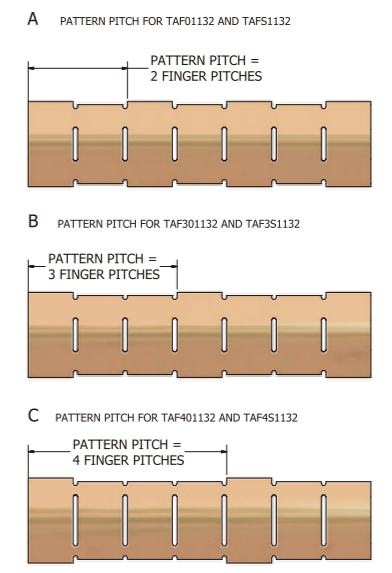 A PATTERN PITCH FOR TAF01132 AND TAFS1132
PATTERN PITCH =
2 FINGER PITCHES
B PATTERN PITCH FOR TAF301132 AND TAF3S1132
PATTERN PITCH =
3 FINGER PITCHES
C PATTERN PITCH FOR TAF401132 AND TAF4S1132
PATTERN PITCH =
4 FINGER PITCHES